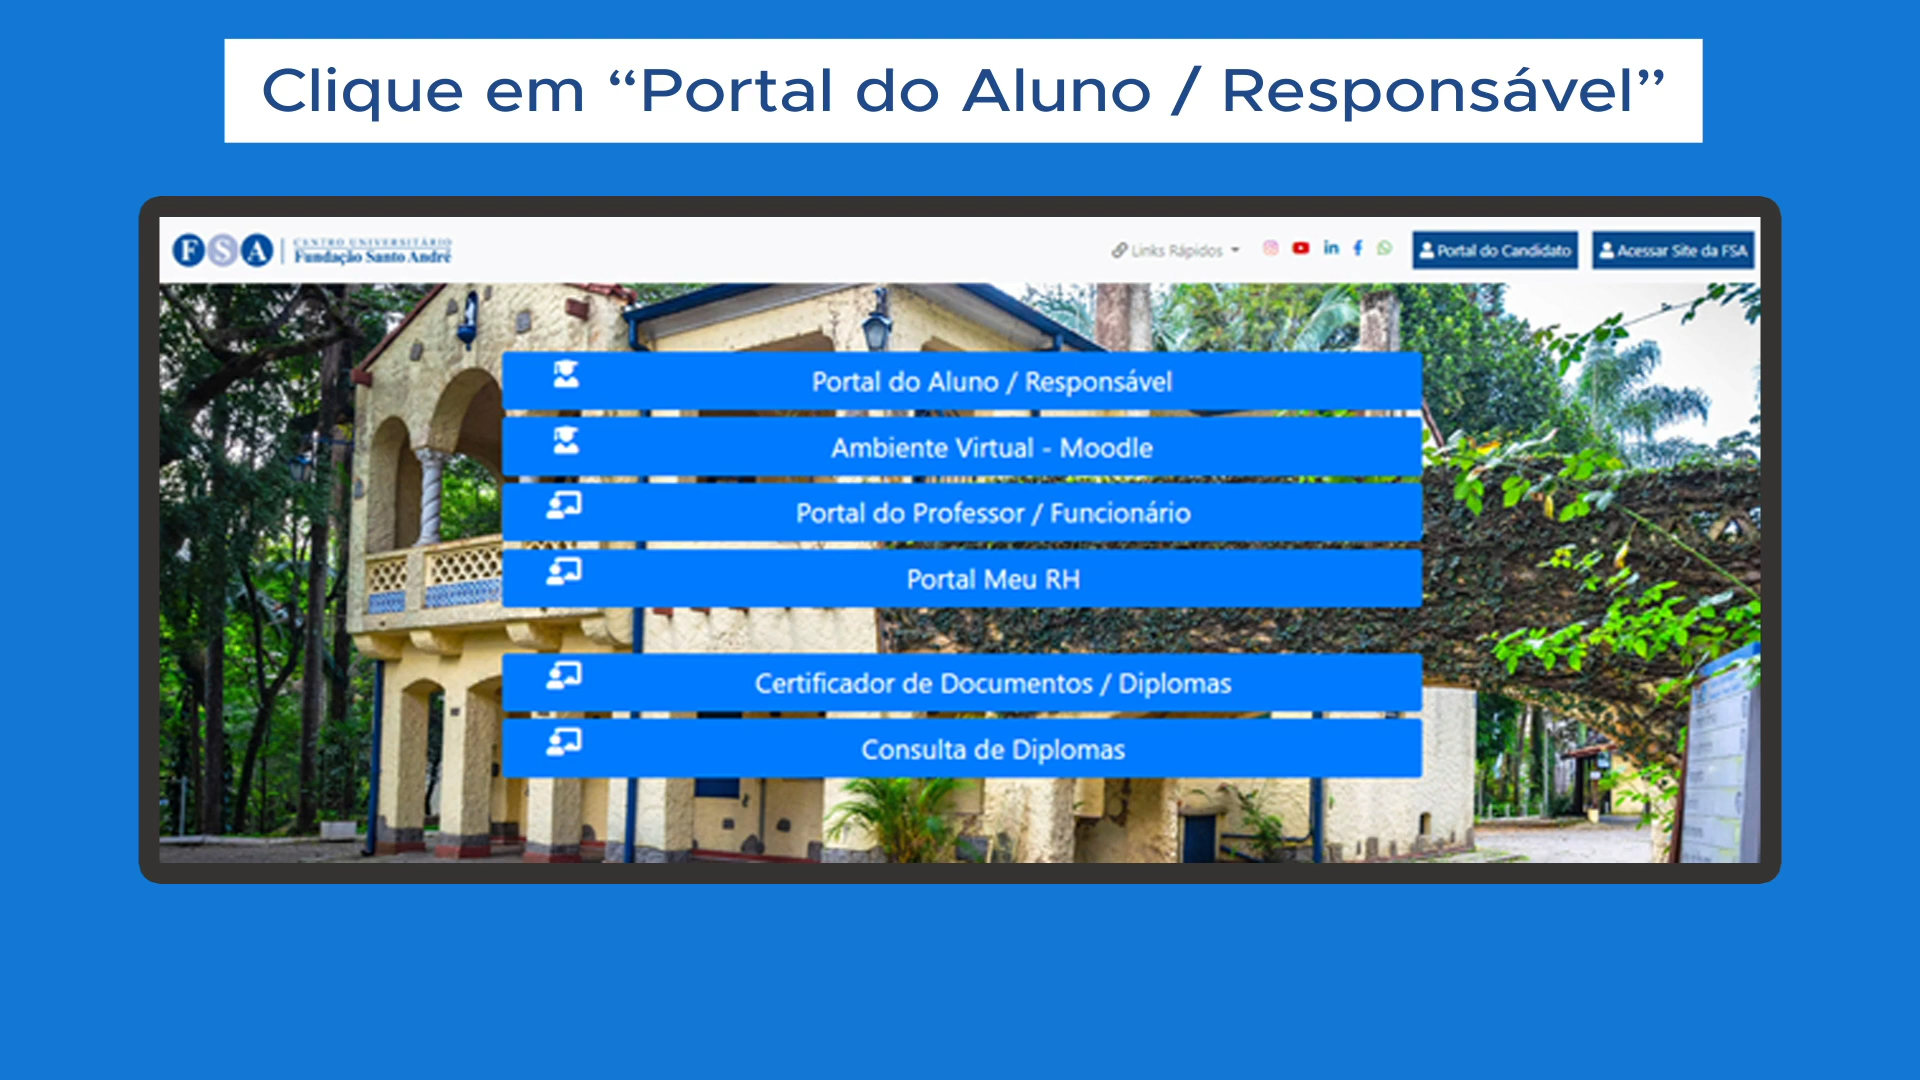 Clique em “Portal do Aluno / Responsável”
FSA
CENTRO UNIVERSITÁRIO
Fundação Santo André
Links Rápidos
Portal do Candidato
Acessar Site da FSA
Portal do Aluno / Responsável
Ambiente Virtual - Moodle
Portal do Professor / Funcionário
Portal Meu RH
Certificador de Documentos / Diplomas
Consulta de Diplomas